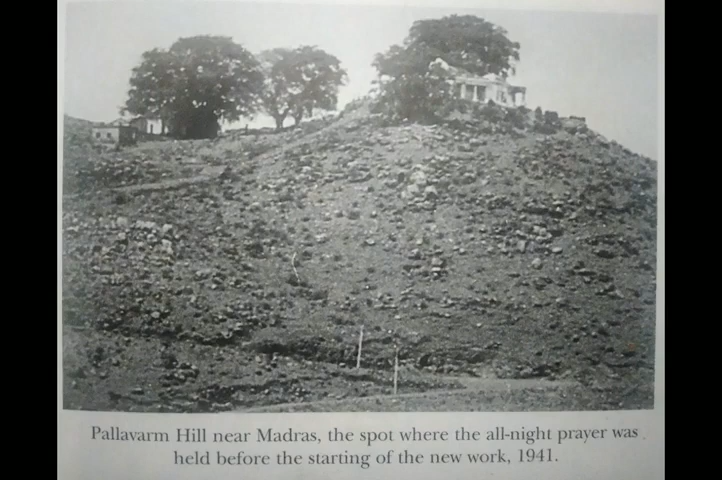 Pallavarm Hill near Madras, the spot where the all-night prayer was
held before the starting of the new work, 1941.